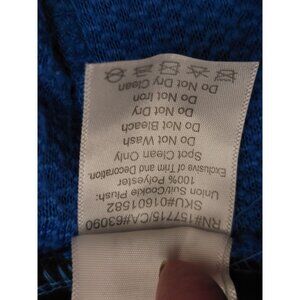 RN#157715/CA#63090
SKU#01601582
Union Suit/Cookie Plush:
100% Polyester
Exclusive of Trim and Decoration.
Spot Clean Only
Do Not Wash
Do Not Bleach
Do Not Dry
Do Not Iron
Do Not Dry Clean